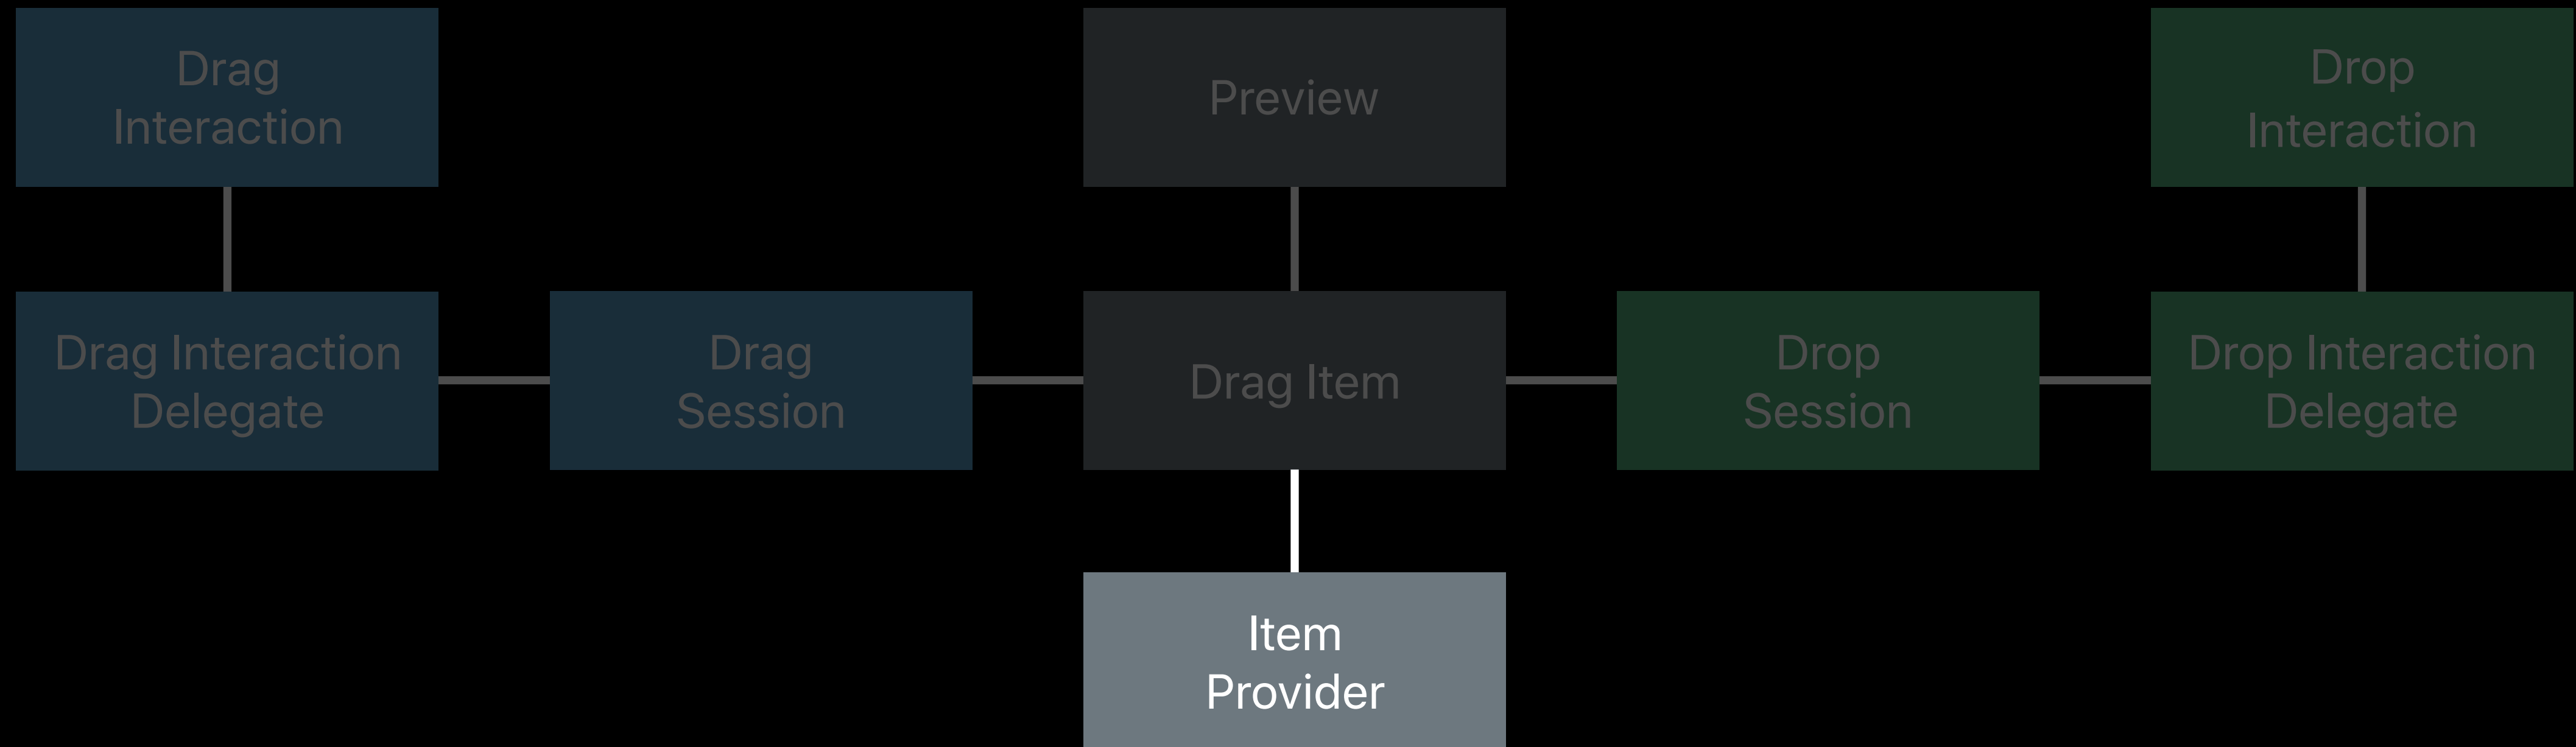 Drag
Interaction
Preview
Drop
Interaction
Drag Interaction
Delegate
Drag
Session
Drag Item
Drop
Session
Drop Interaction
Delegate
Item
Provider